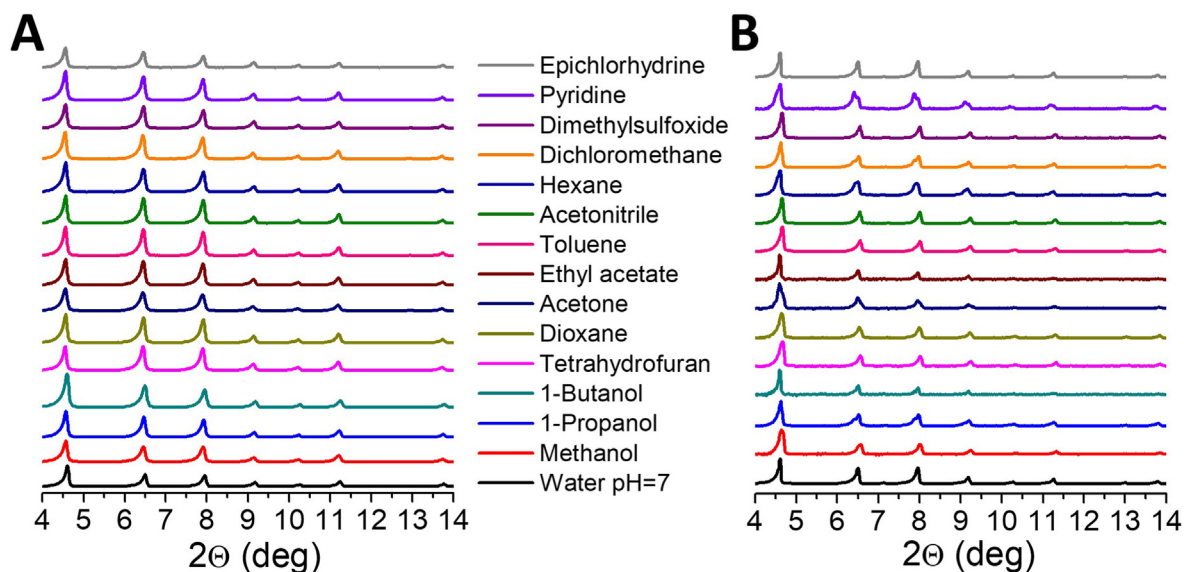 A
B
Epichlorhydrine
Pyridine
Dimethylsulfoxide
Dichloromethane
Hexane
Acetonitrile
Toluene
Ethyl acetate
Acetone
Dioxane
Tetrahydrofuran
1-Butanol
1-Propanol
Methanol
Water pH=7
4 5 6 7 8 9 10 11 12 13 14
2Θ (deg)
4 5 6 7 8 9 10 11 12 13 14
2Θ (deg)